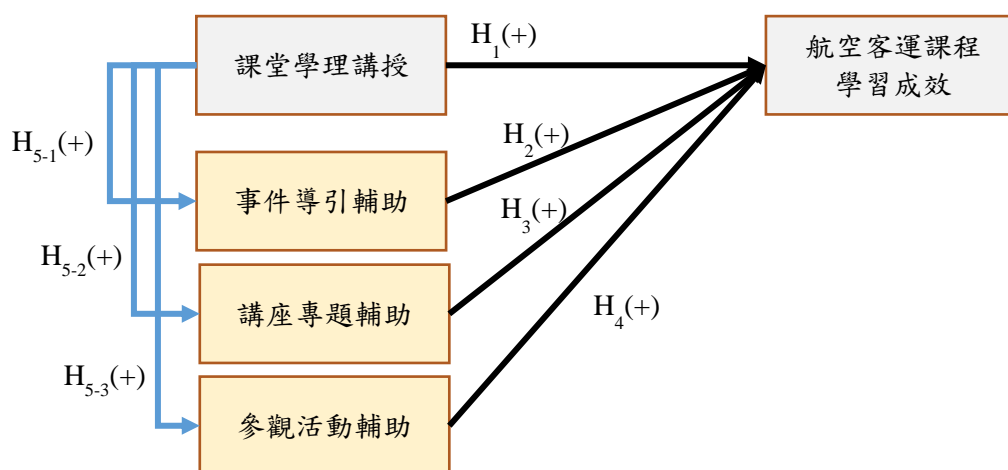 課堂學理講授
H1(+)
航空客運課程
學習成效
H5-1(+)
H2(+)
事件導引輔助
H3(+)
H5-2(+)
講座專題輔助
H4(+)
H5-3(+)
參觀活動輔助